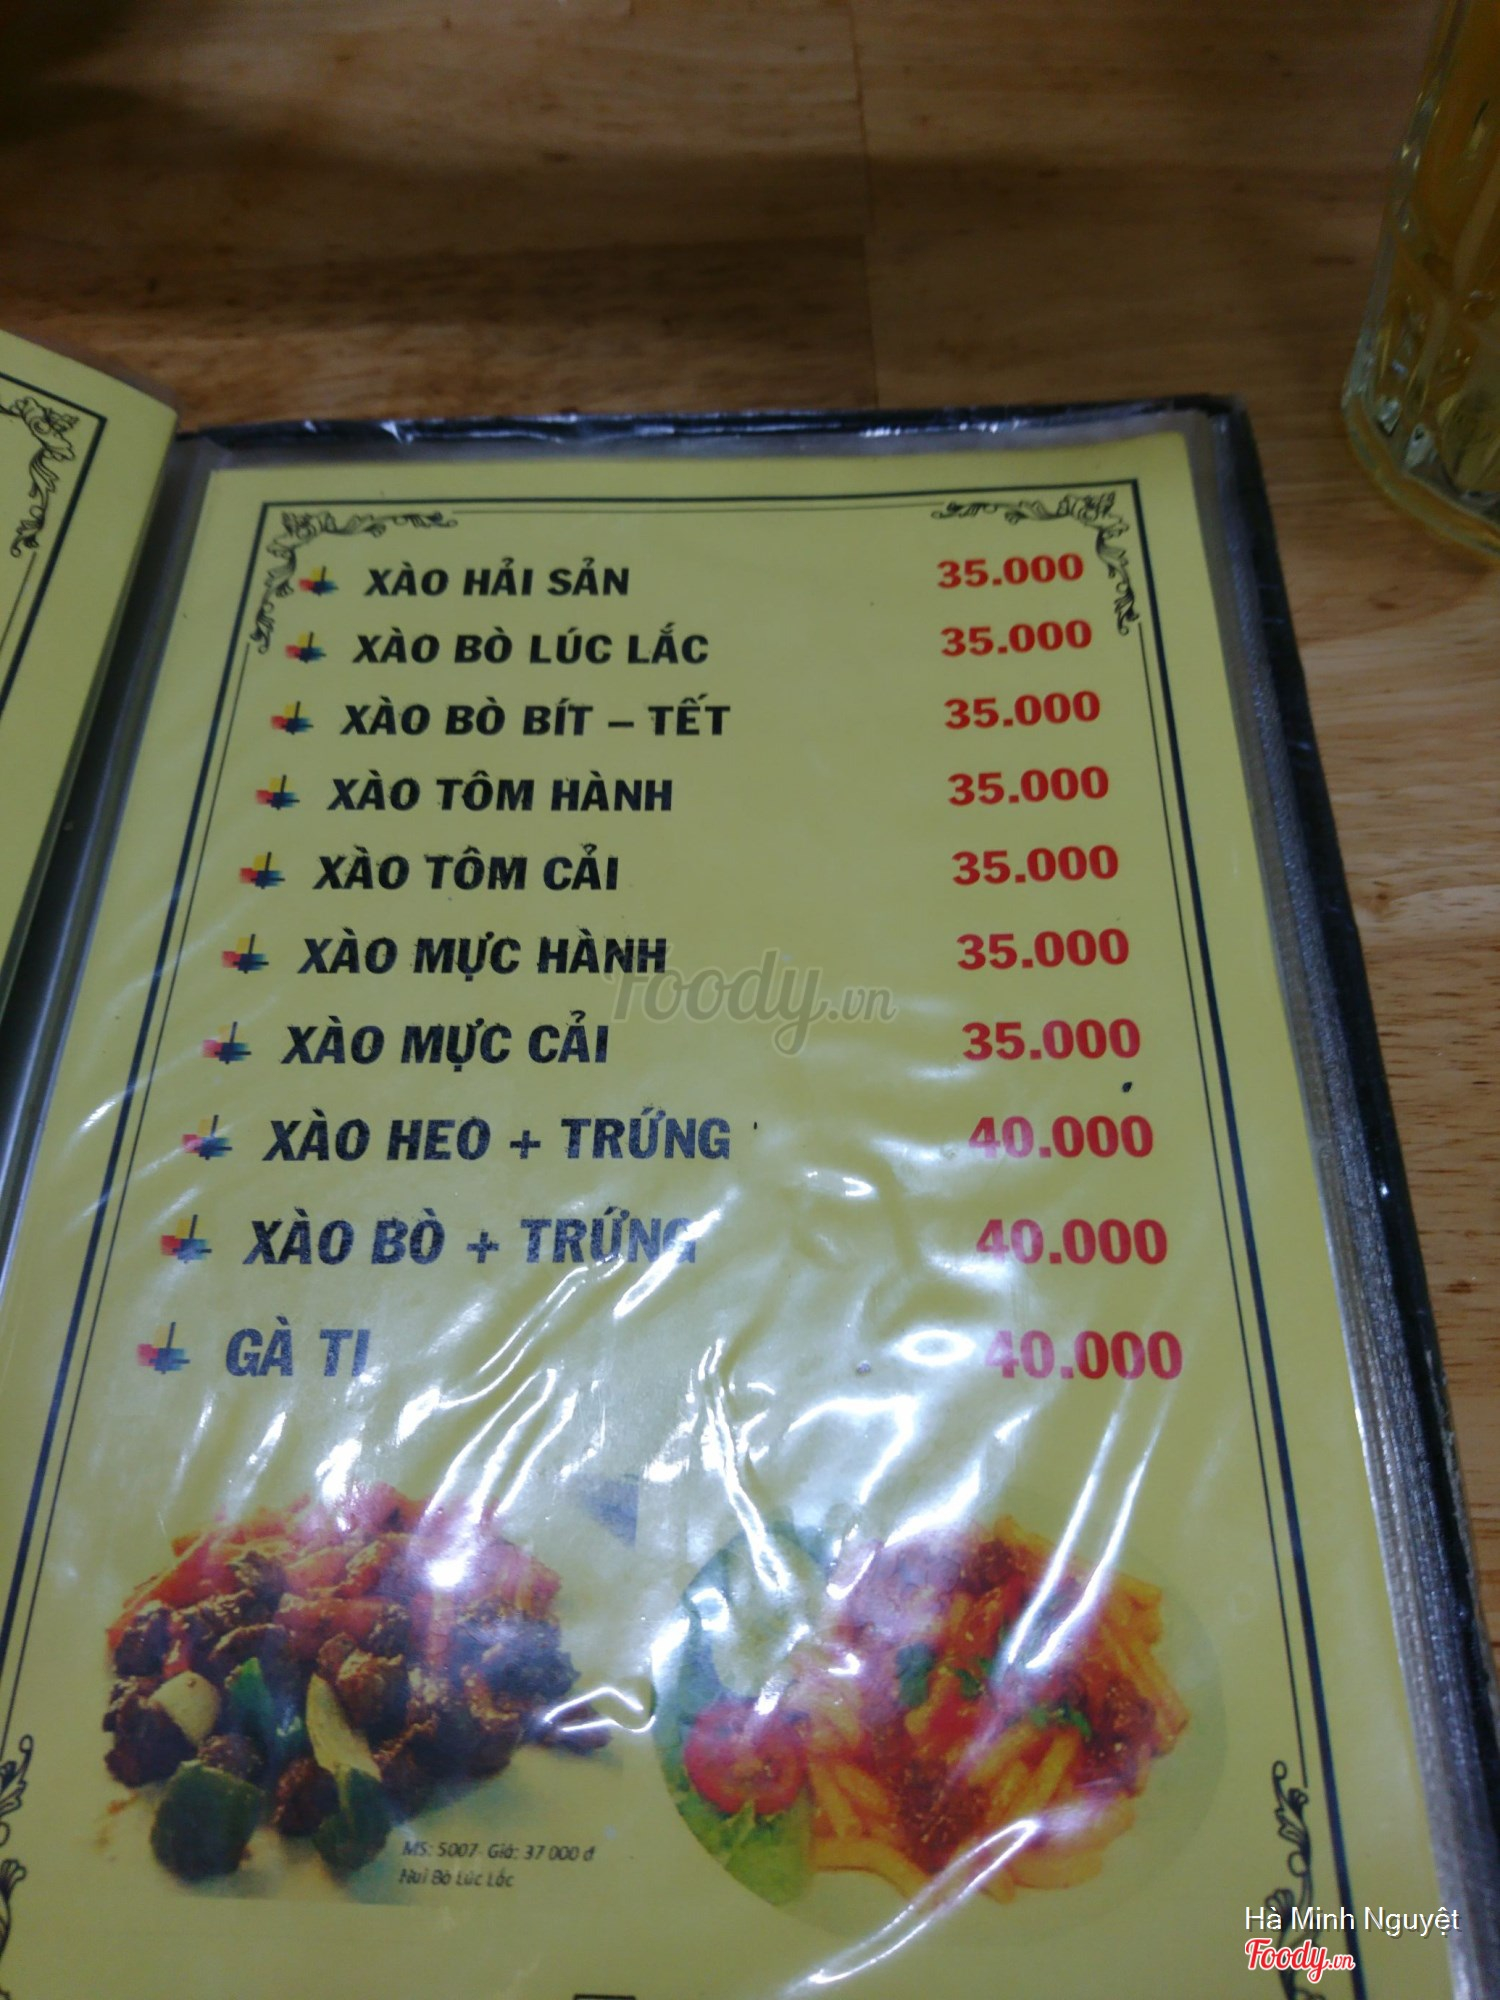 XÀO HẢI SẢN 35.000
XÀO BÒ LÚC LẮC 35.000
XÀO BÒ BÍT – TẾT 35.000
XÀO TÔM HÀNH 35.000
XÀO TÔM CẢI 35.000
XÀO MỰC HÀNH 35.000
Foody.vn
XÀO MỰC CẢI 35.000
XÀO HEO + TRỨNG 40.000
XÀO BÒ + TRỨNG 40.000
GÀ TI 40.000
MS: 5007 Giá: 37 000 đ
Nui Bò Lúc Lắc
Hà Minh Nguyệt
Foody.vn